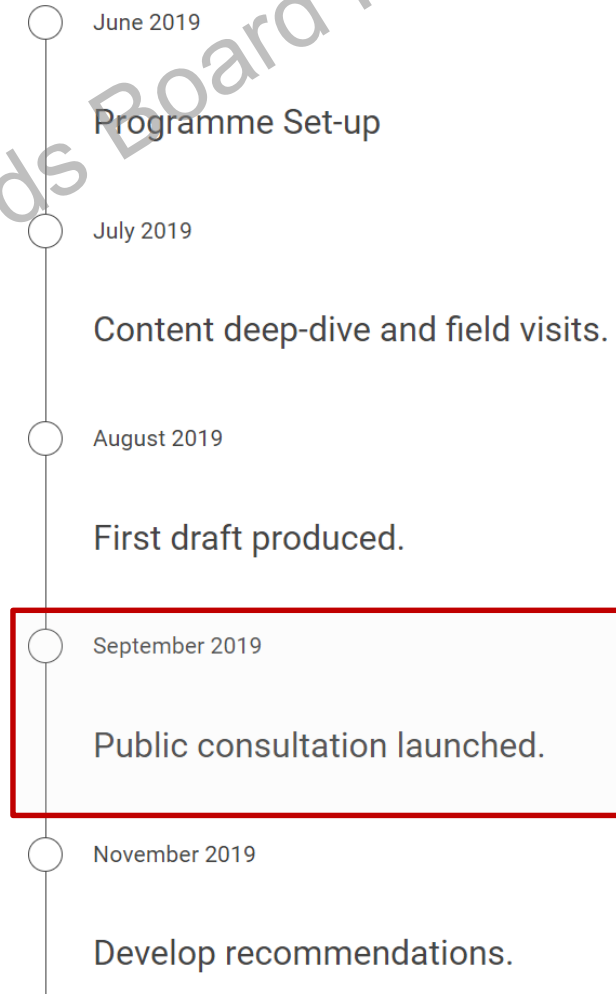 June 2019
Programme Set-up
July 2019
Content deep-dive and field visits.
August 2019
First draft produced.
September 2019
Public consultation launched.
November 2019
Develop recommendations.
ds Board